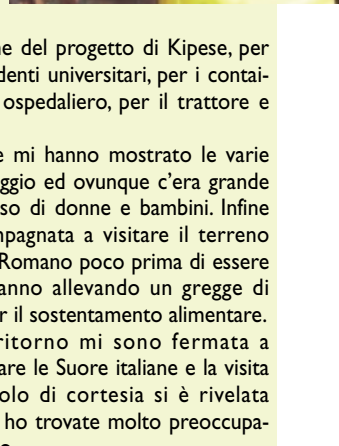 ne del progetto di Kipese, per
denti universitari, per i contai-
ospedaliero, per il trattore e
e mi hanno mostrato le varie
ggio ed ovunque c'era grande
so di donne e bambini. Infine
mpagnata a visitare il terreno
Romano poco prima di essere
anno allevando un gregge di
r il sostentamento alimentare.
ritorno mi sono fermata a
are le Suore italiane e la visita
olo di cortesia si è rivelata
ho trovate molto preoccupa-